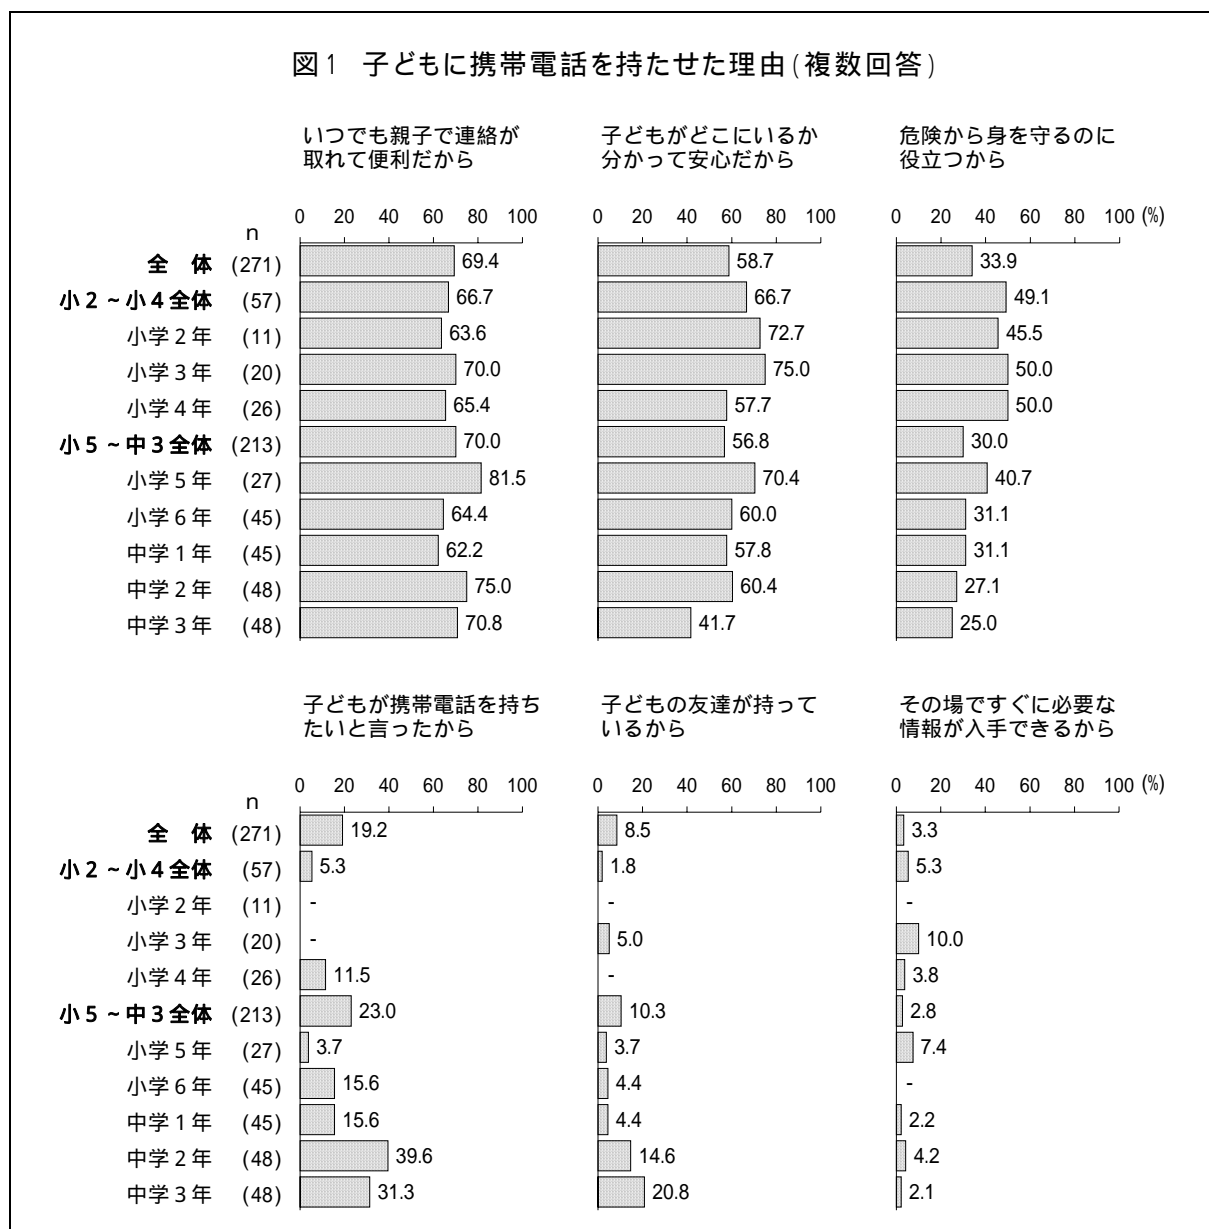 図1 子どもに携帯電話を持たせた理由(複数回答)
いつでも親子で連絡が 子どもがどこにいるか 危険から身を守るのに
取れて便利だから 分かって安心だから 役立つから
0 20 40 60 80 100 0 20 40 60 80 100 0 20 40 60 80 100 (%)
n
全 体 (271) 69.4 58.7 33.9
小2~小4全体 (57) 66.7 66.7 49.1
小学2年 (11) 63.6 72.7 45.5
小学3年 (20) 70.0 75.0 50.0
小学4年 (26) 65.4 57.7 50.0
小5~中3全体 (213) 70.0 56.8 30.0
小学5年 (27) 81.5 70.4 40.7
小学6年 (45) 64.4 60.0 31.1
中学1年 (45) 62.2 57.8 31.1
中学2年 (48) 75.0 60.4 27.1
中学3年 (48) 70.8 41.7 25.0
子どもが携帯電話を持ち 子どもの友達が持って その場ですぐに必要な
たいと言ったから いるから 情報が入手できるから
0 20 40 60 80 100 0 20 40 60 80 100 0 20 40 60 80 100 (%)
n
全 体 (271) 19.2 8.5 3.3
小2~小4全体 (57) 5.3 1.8 5.3
小学2年 (11) - - -
小学3年 (20) - 5.0 10.0
小学4年 (26) 11.5 - 3.8
小5~中3全体 (213) 23.0 10.3 2.8
小学5年 (27) 3.7 3.7 7.4
小学6年 (45) 15.6 4.4 -
中学1年 (45) 15.6 4.4 2.2
中学2年 (48) 39.6 14.6 4.2
中学3年 (48) 31.3 20.8 2.1